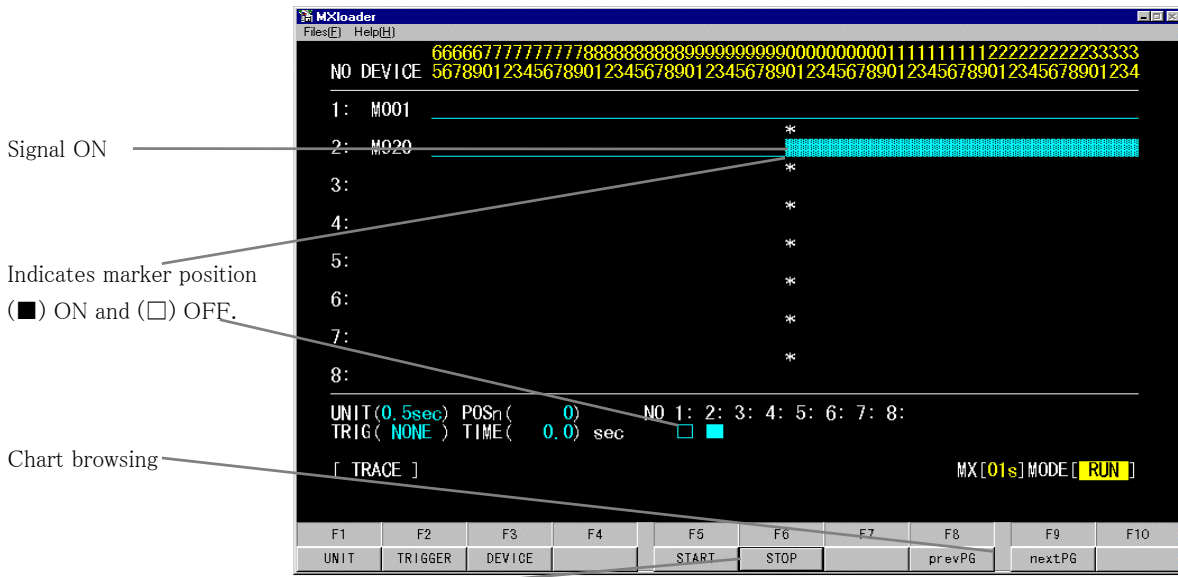 MXloader
Files(F) Help(H)
6666677777777778888888888999999999900000000001111111111222222222233333
NO DEVICE 5678901234567890123456789012345678901234567890123456789012345678901234
1: M001
*
Signal ON
2: M920
*
3:
*
4:
*
5:
*
Indicates marker position
(■) ON and (□) OFF.
6:
*
7:
*
8:
UNIT(0.5sec) POSn( 0) NO 1: 2: 3: 4: 5: 6: 7: 8:
TRIG( NONE ) TIME( 0.0) sec □ ■
Chart browsing
[ TRACE ] MX[01s]MODE[ RUN ]
F1 F2 F3 F4 F5 F6 F7 F8 F9 F10
UNIT TRIGGER DEVICE START STOP prevPG nextPG